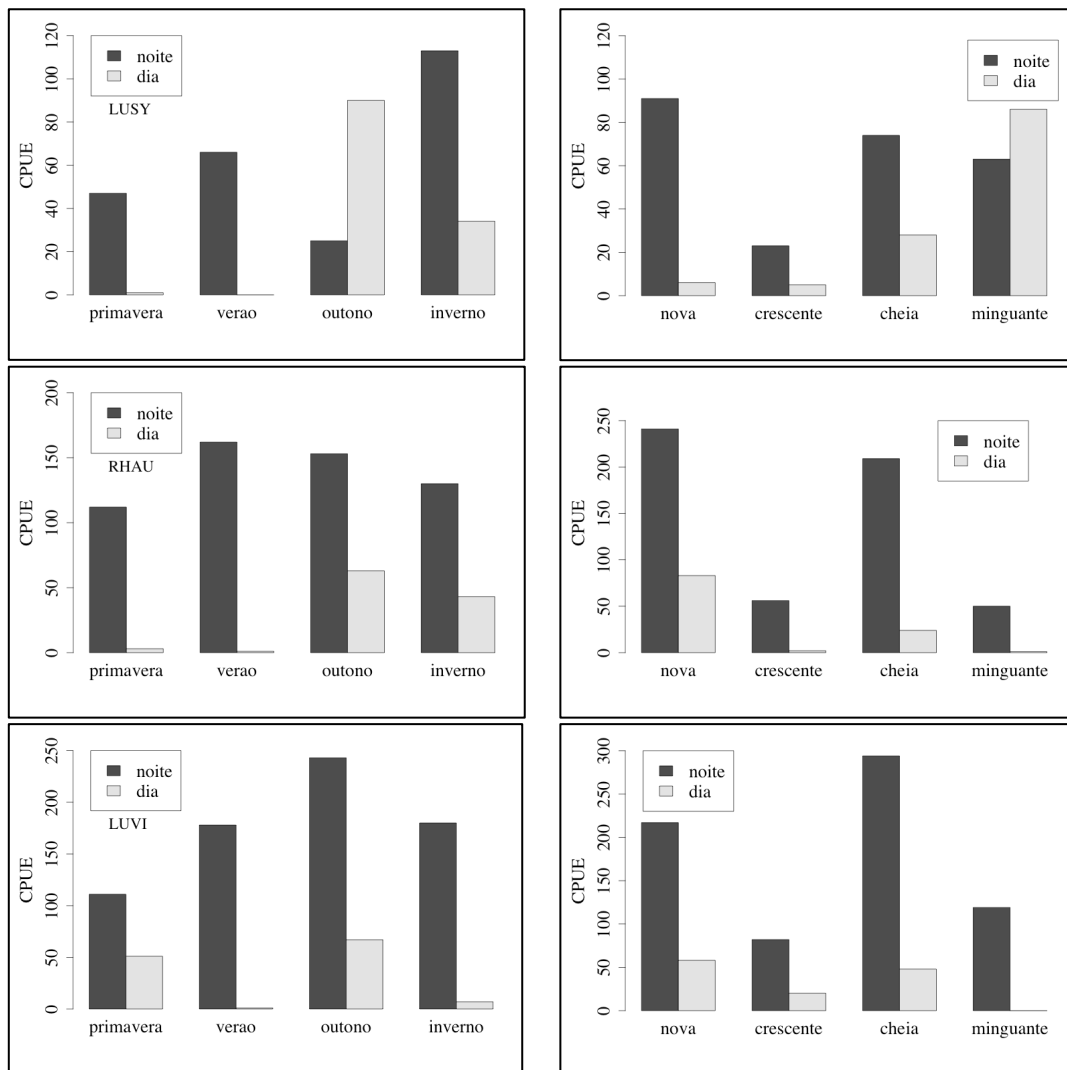 120
100
80
60
40
20
0
CPUE
noite
dia
LUSY
primavera verao outono inverno
120
100
80
60
40
20
0
CPUE
noite
dia
nova crescente cheia minguante
200
150
100
50
0
CPUE
noite
dia
RHAU
primavera verao outono inverno
250
200
150
100
50
0
CPUE
noite
dia
nova crescente cheia minguante
250
200
150
100
50
0
CPUE
noite
dia
LUVI
primavera verao outono inverno
300
250
200
150
100
50
0
CPUE
noite
dia
nova crescente cheia minguante